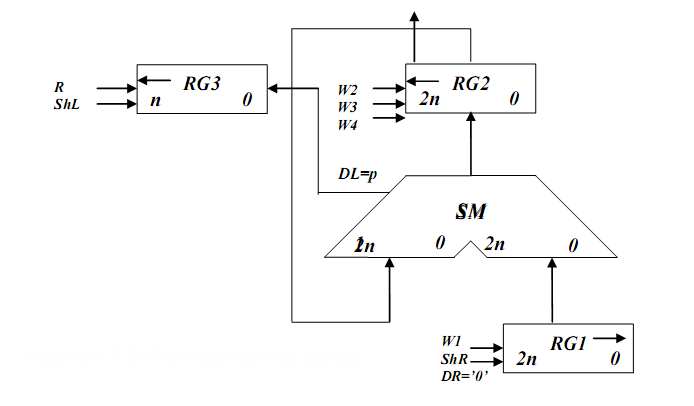 R
ShL
RG3
n 0
W2
W3
W4
RG2
2n 0
DL=p
SM
2n 0 2n 0
W1
ShR
DR='0'
RG1
2n 0